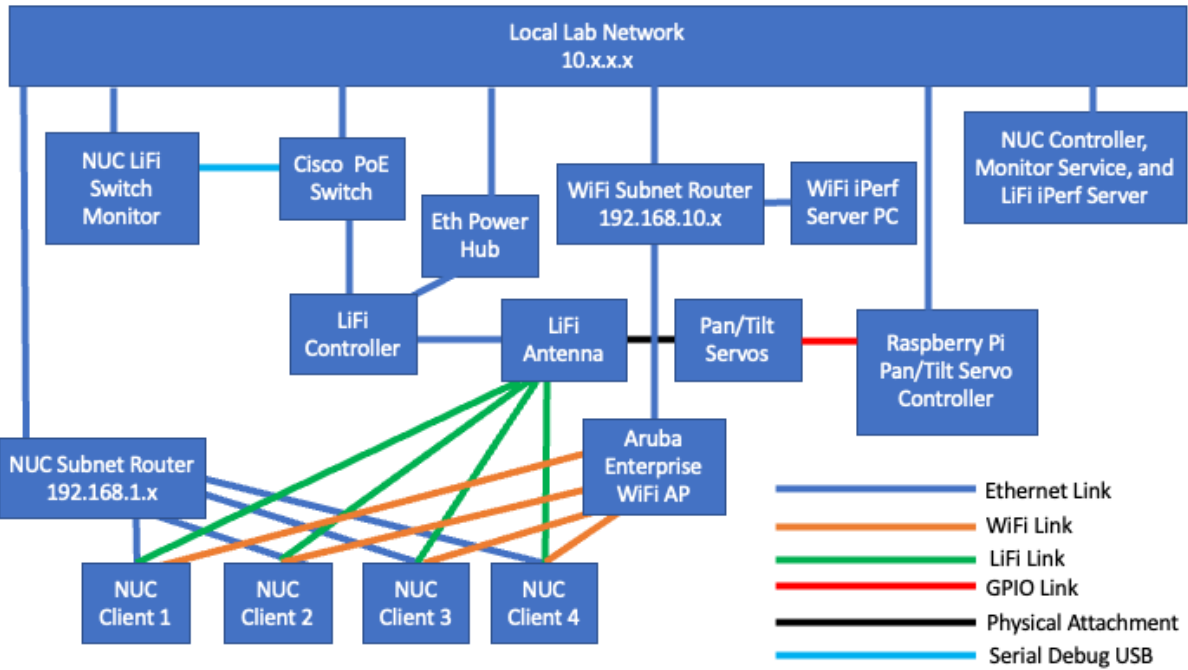 Local Lab Network
10.x.x.x
NUC LiFi
Switch
Monitor
Cisco PoE
Switch
Eth Power
Hub
WiFi Subnet Router
192.168.10.x
WiFi iPerf
Server PC
NUC Controller,
Monitor Service, and
LiFi iPerf Server
LiFi
Controller
LiFi
Antenna
Pan/Tilt
Servos
Raspberry Pi
Pan/Tilt Servo
Controller
NUC Subnet Router
192.168.1.x
Aruba
Enterprise
WiFi AP
NUC
Client 1
NUC
Client 2
NUC
Client 3
NUC
Client 4
Ethernet Link
WiFi Link
LiFi Link
GPIO Link
Physical Attachment
Serial Debug USB